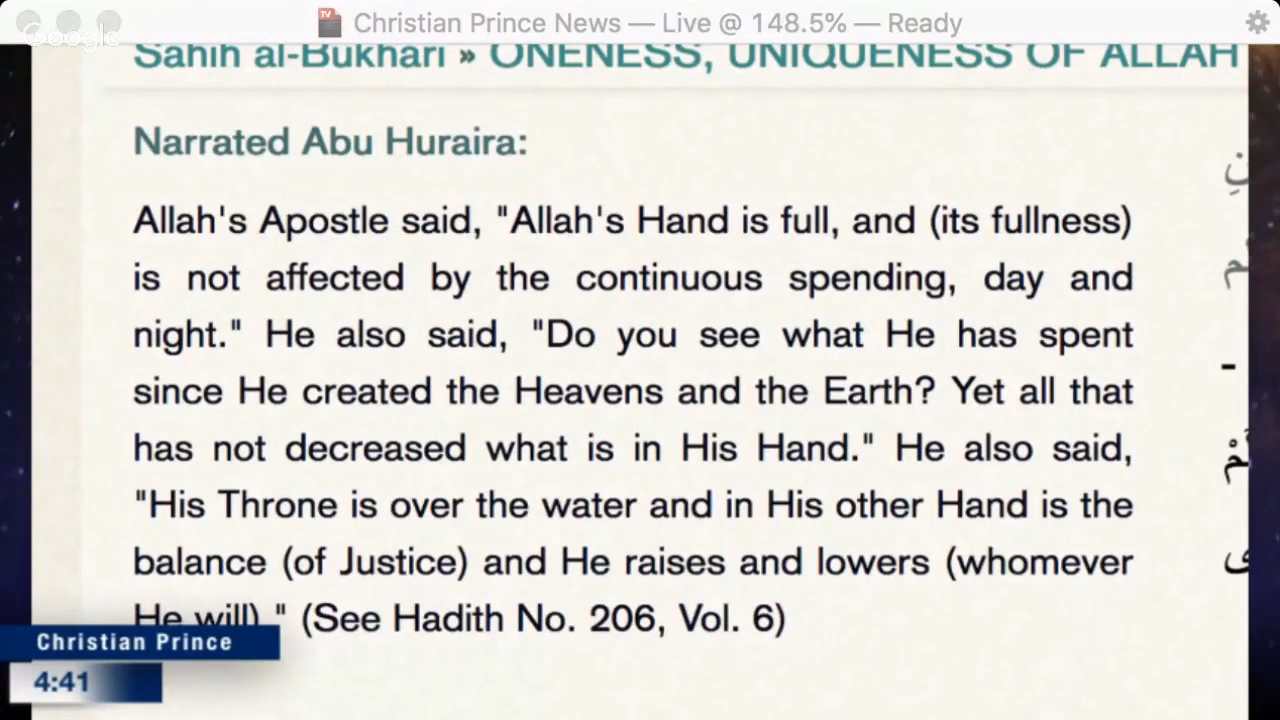 Christian Prince News — Live @ 148.5% — Ready
Google
Sahih al-Bukhari » ONENESS, UNIQUENESS OF ALLAH
Narrated Abu Huraira:
Allah's Apostle said, "Allah's Hand is full, and (its fullness)
is not affected by the continuous spending, day and
night." He also said, "Do you see what He has spent
since He created the Heavens and the Earth? Yet all that
has not decreased what is in His Hand." He also said,
"His Throne is over the water and in His other Hand is the
balance (of Justice) and He raises and lowers (whomever
He will)." (See Hadith No. 206, Vol. 6)
Christian Prince
4:41